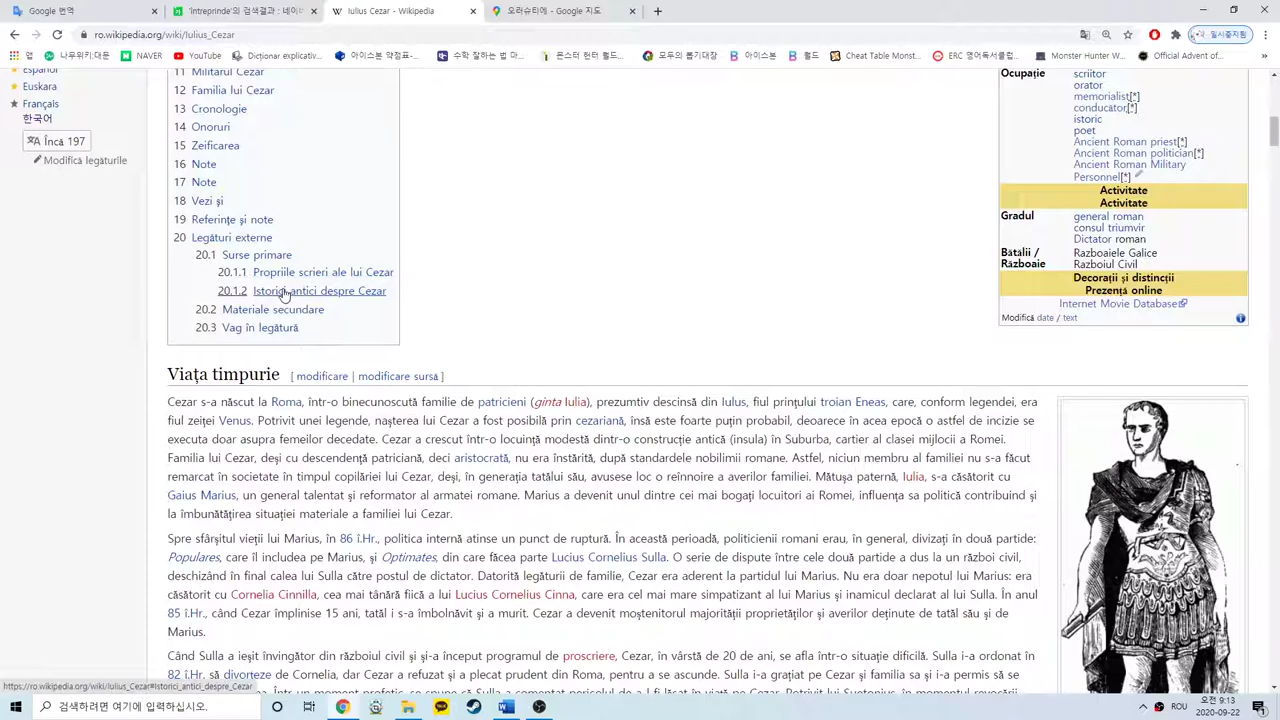 Google 번역
'întreprinde'의 검색결과 : 네이버
Iulius Cezar - Wikipedia
오러슈티에 - Google 지도
ro.wikipedia.org/wiki/Iulius_Cezar
일시중지됨
앱
나무위키:대문
NAVER
YouTube
Dicționar explicativ...
아이스본 약점표-...
수학 잘하는 법 -...
몬스터 헌터 월드...
모두의 뽑기대장
아이스본
월드
Cheat Table Monst...
ERC 영어독서클리...
Monster Hunter W...
Official Advent of...
Español
Euskara
Français
한국어
Încă 197
Modifică legăturile
11 Militarul Cezar
12 Familia lui Cezar
13 Cronologie
14 Onoruri
15 Zeificarea
16 Note
17 Note
18 Vezi și
19 Referințe și note
20 Legături externe
20.1 Surse primare
20.1.1 Propriile scrieri ale lui Cezar
20.1.2 Istorici antici despre Cezar
20.2 Materiale secundare
20.3 Vag în legătură
Ocupație
scriitor
orator
memorialist[*]
conducător[*]
istoric
poet
Ancient Roman priest[*]
Ancient Roman politician[*]
Ancient Roman Military
Personnel[*]
Activitate
Activitate
Gradul general roman
consul triumvir
Dictator roman
Bătălii / Razboaiele Galice
Războaie Razboiul Civil
Decorații și distincții
Prezență online
Internet Movie Database
Modifică date / text
Viața timpurie [ modificare | modificare sursă ]
Cezar s-a născut la Roma, într-o binecunoscută familie de patricieni (ginta Iulia), prezumtiv descinsă din Iulus, fiul prințului troian Eneas, care, conform legendei, era
fiul zeiței Venus. Potrivit unei legende, nașterea lui Cezar a fost posibilă prin cezariană, însă este foarte puțin probabil, deoarece în acea epocă o astfel de incizie se
executa doar asupra femeilor decedate. Cezar a crescut într-o locuință modestă dintr-o construcție antică (insula) în Suburba, cartier al clasei mijlocii a Romei.
Familia lui Cezar, deși cu descendență patriciană, deci aristocrată, nu era înstărită, după standardele nobilimii romane. Astfel, niciun membru al familiei nu s-a făcut
remarcat în societate în timpul copilăriei lui Cezar, deși, în generația tatălui său, avusese loc o reînnoire a averilor familiei. Mătușa paternă, Iulia, s-a căsătorit cu
Gaius Marius, un general talentat și reformator al armatei romane. Marius a devenit unul dintre cei mai bogați locuitori ai Romei, influența sa politică contribuind și
la îmbunătățirea situației materiale a familiei lui Cezar.
Spre sfârșitul vieții lui Marius, în 86 î.Hr., politica internă atinse un punct de ruptură. În această perioadă, politicienii romani erau, în general, divizați în două partide:
Populares, care îl includea pe Marius, și Optimates, din care făcea parte Lucius Cornelius Sulla. O serie de dispute între cele două partide a dus la un război civil,
deschizând în final calea lui Sulla către postul de dictator. Datorită legăturii de familie, Cezar era aderent la partidul lui Marius. Nu era doar nepotul lui Marius: era
căsătorit cu Cornelia Cinnilla, cea mai tânără fiică a lui Lucius Cornelius Cinna, care era cel mai mare simpatizant al lui Marius și inamicul declarat al lui Sulla. În anul
85 î.Hr., când Cezar împlinise 15 ani, tatăl i s-a îmbolnăvit și a murit. Cezar a devenit moștenitorul majorității proprietăților și averilor deținute de tatăl său și de
Marius.
Când Sulla a ieșit învingător din războiul civil și și-a început programul de proscriere, Cezar, în vârstă de 20 de ani, se afla într-o situație dificilă. Sulla i-a ordonat în
82 î.Hr. să divorțeze de Cornelia, dar Cezar a refuzat și a plecat prudent din Roma, pentru a se ascunde. Sulla i-a grațiat pe Cezar și familia sa și i-a permis să se
https://ro.wikipedia.org/wiki/Iulius_Cezar#Istorici_antici_despre_Cezar
검색하려면 여기에 입력하십시오.
ROU
오전 9:13
2020-09-22